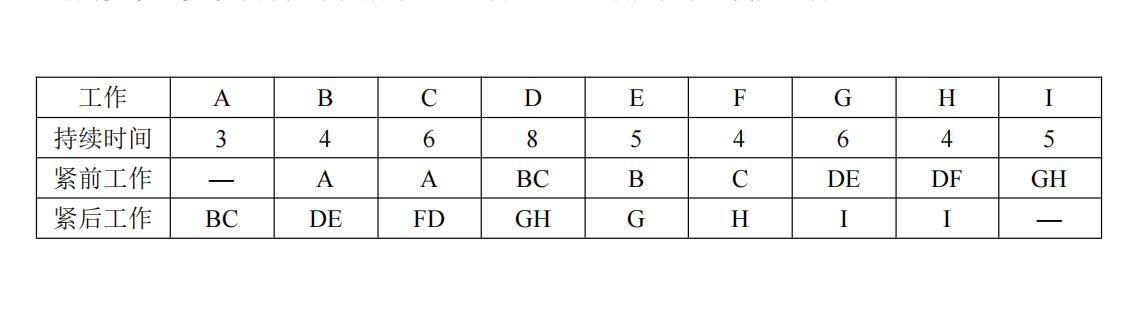 工作 A B C D E F G H I
持续时间 3 4 6 8 5 4 6 4 5
紧前工作 — A A BC B C DE DF GH
紧后工作 BC DE FD GH G H I I —